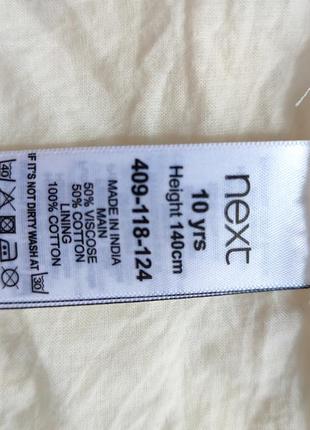 next
10 yrs
Height 140cm
409-118-124
MADE IN INDIA
MAIN
50% VISCOSE
50% COTTON
LINING
100% COTTON
40
IF IT'S NOT DIRTY WASH AT 30